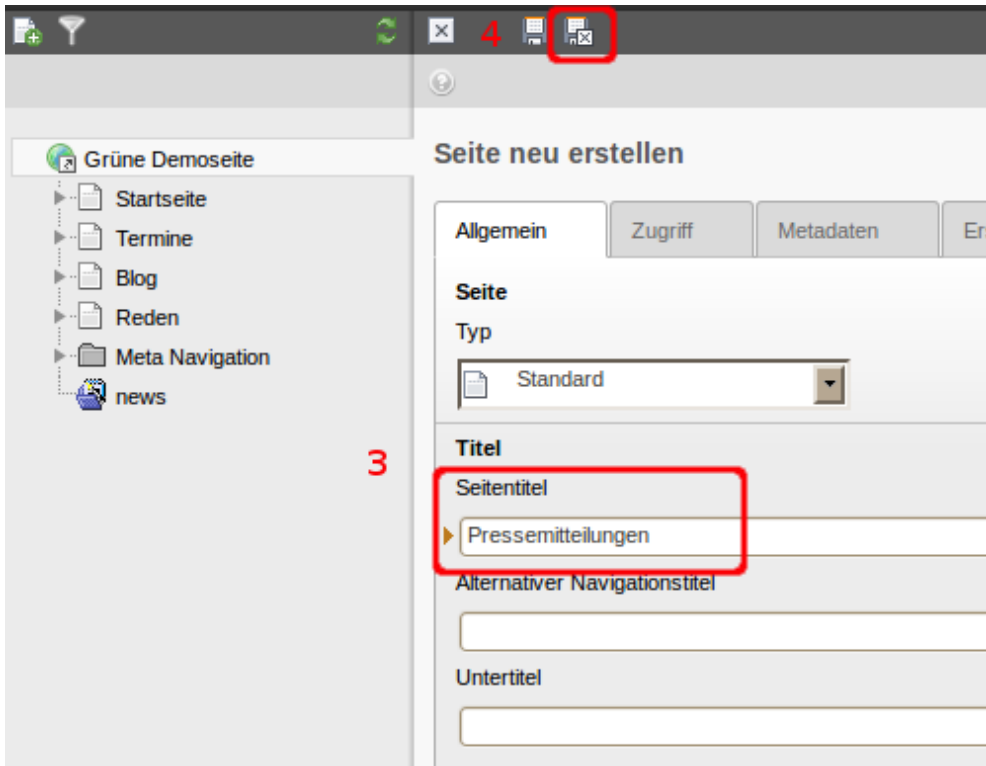 4
Grüne Demoseite
Startseite
Termine
Blog
Reden
Meta Navigation
news
Seite neu erstellen
Allgemein
Zugriff
Metadaten
Seite
Typ
Standard
Titel
3
Seitentitel
Pressemitteilungen
Alternativer Navigationstitel
Untertitel